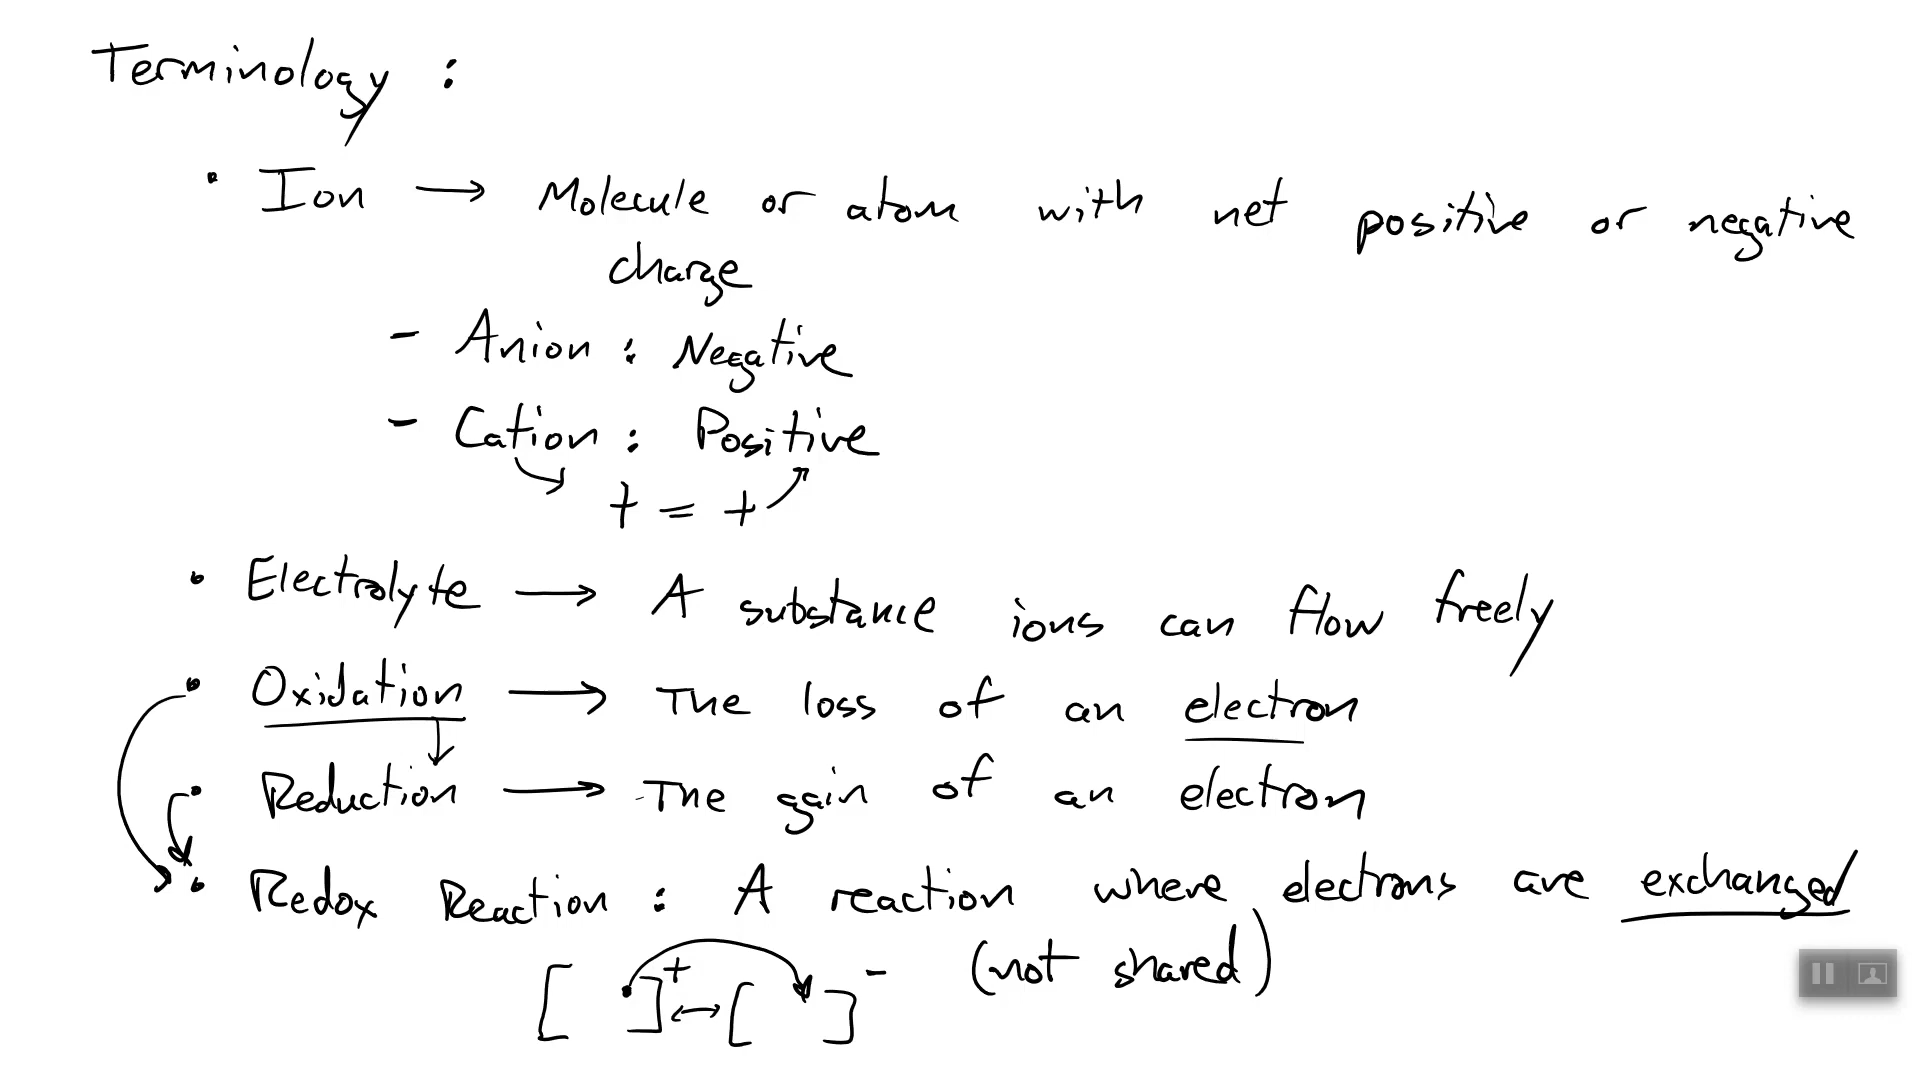 Terminology :
• Ion → Molecule or atom with net positive or negative
charge
- Anion : Negative
- Cation : Positive
t = +
• Electrolyte → A substance ions can flow freely
• Oxidation → The loss of an electron
• Reduction → The gain of an electron
• Redox Reaction : A reaction where electrons are exchanged
(not shared)
[ ]⁺ ↔ [ ]⁻